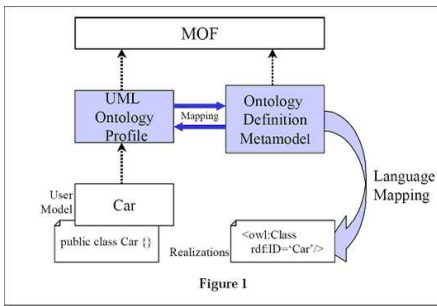 MOF
UML
Ontology
Profile
Mapping
Ontology
Definition
Metamodel
Language
Mapping
User
Model
Car
public class Car {}
Realizations
<owl:Class
rdf:ID='Car'/>
Figure 1